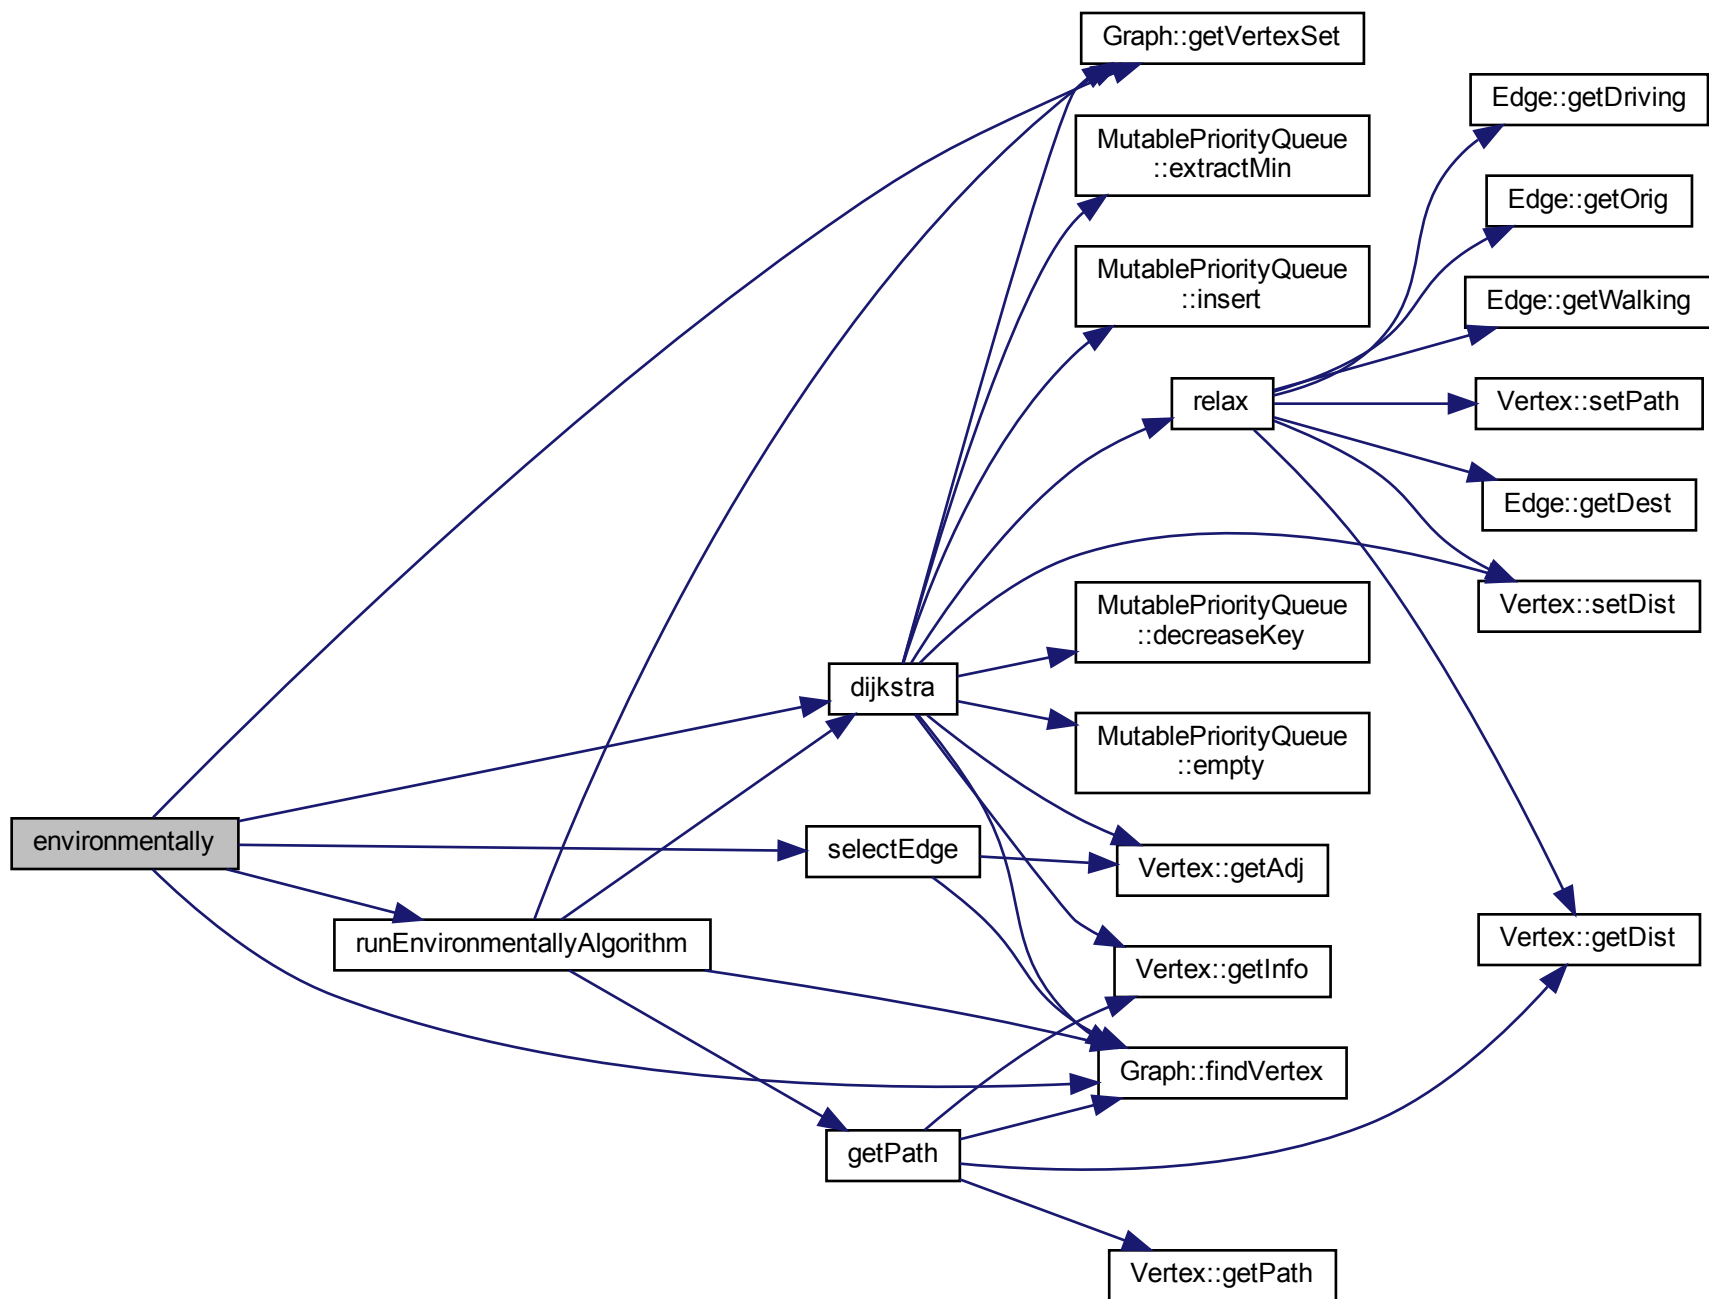 Graph::getVertexSet
Edge::getDriving
MutablePriorityQueue
::extractMin
Edge::getOrig
MutablePriorityQueue
::insert
Edge::getWalking
relax
Vertex::setPath
Edge::getDest
MutablePriorityQueue
::decreaseKey
Vertex::setDist
dijkstra
MutablePriorityQueue
::empty
environmentally
selectEdge
Vertex::getAdj
runEnvironmentallyAlgorithm
Vertex::getDist
Vertex::getInfo
Graph::findVertex
getPath
Vertex::getPath